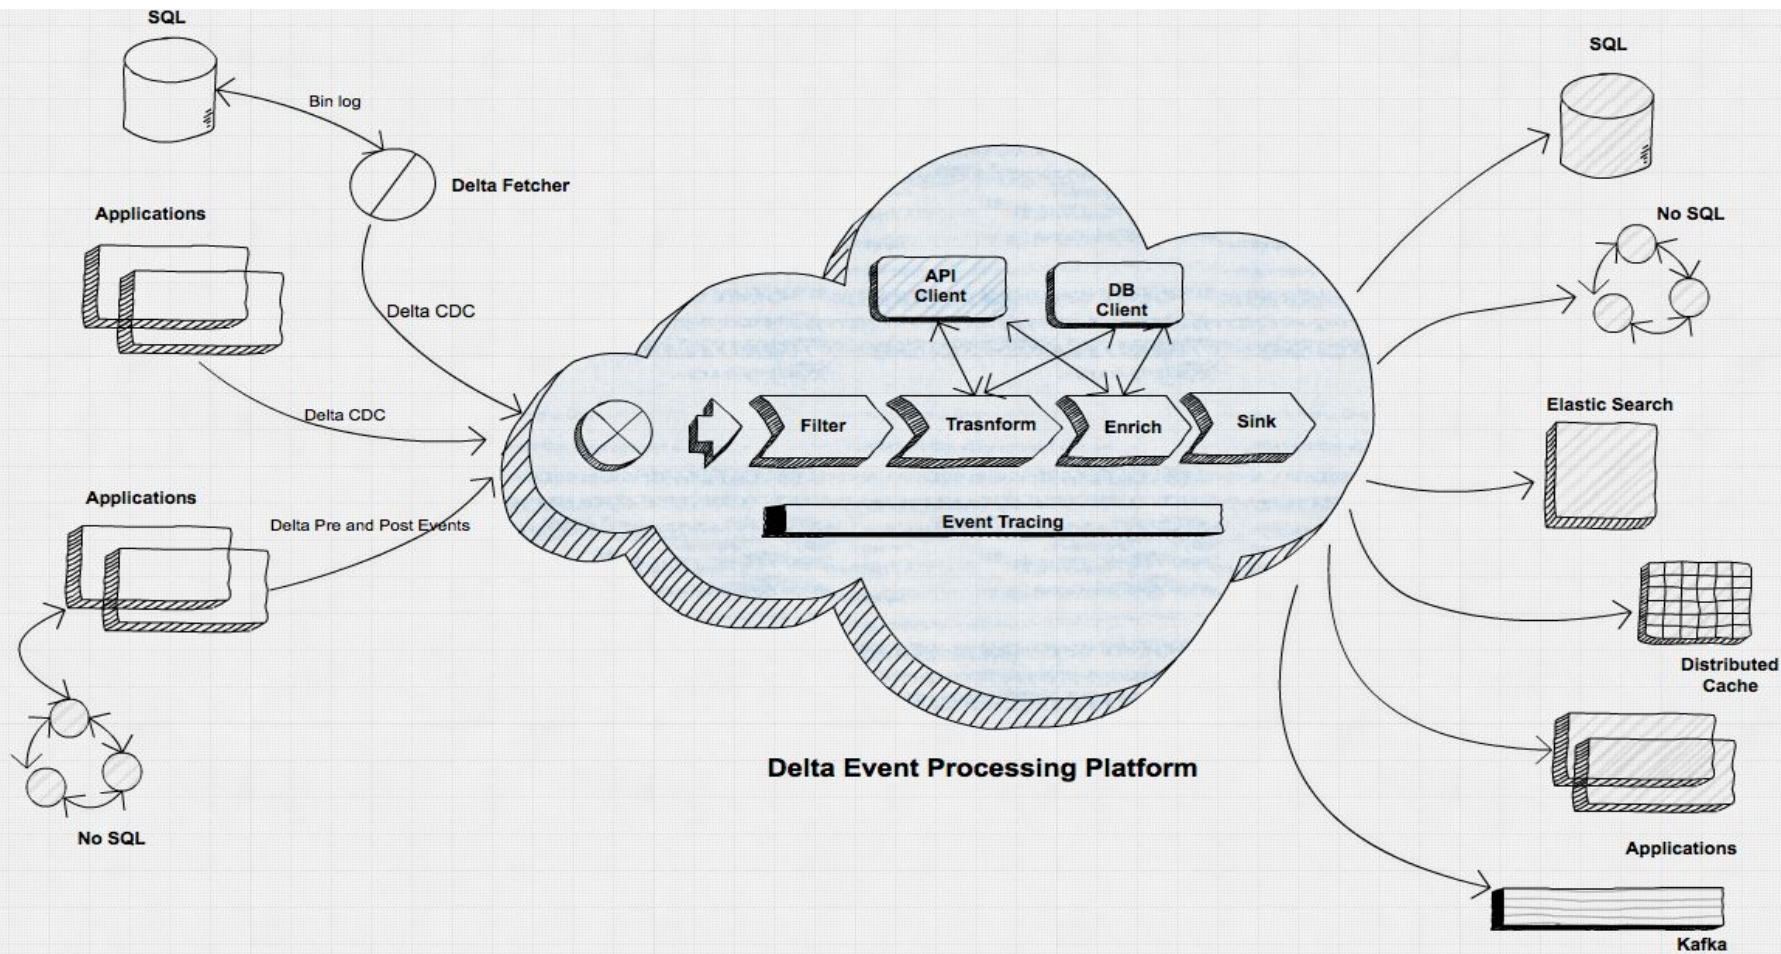 SQL
Bin log
Delta Fetcher
Applications
Delta CDC
Delta CDC
Applications
Delta Pre and Post Events
No SQL
API
Client
DB
Client
Filter
Trasnform
Enrich
Sink
Event Tracing
Delta Event Processing Platform
SQL
No SQL
Elastic Search
Distributed
Cache
Applications
Kafka